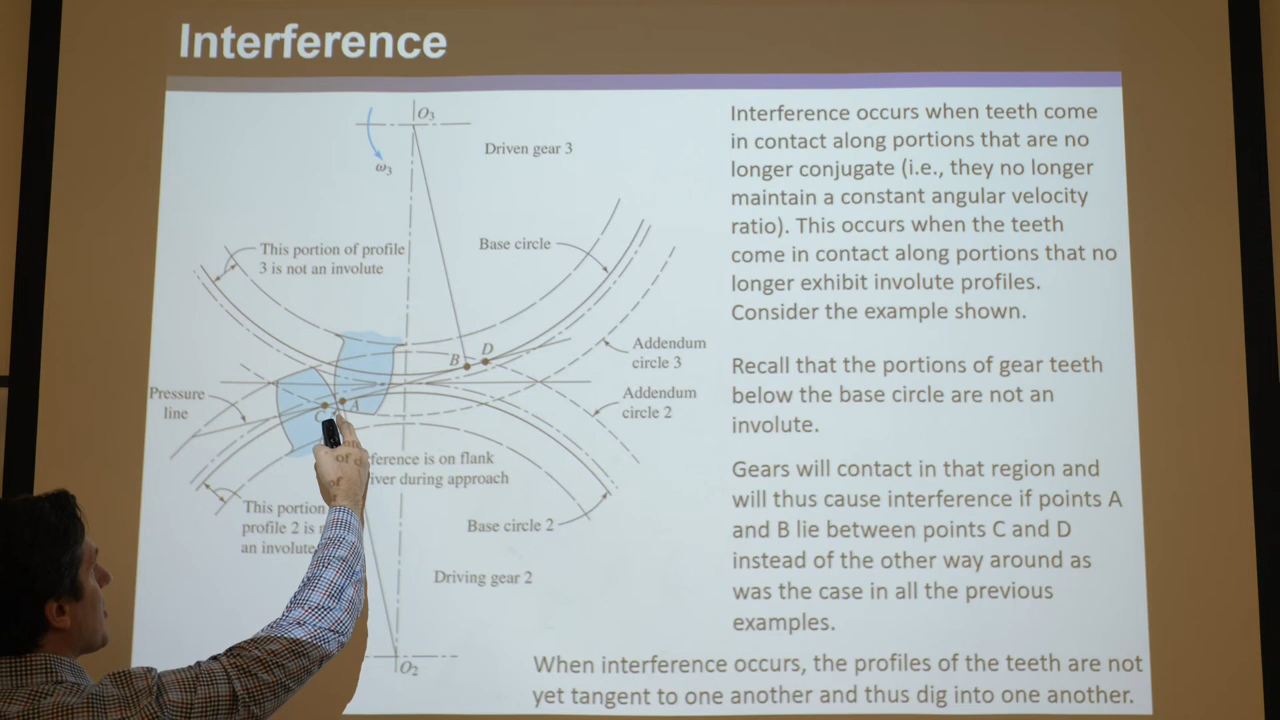 Interference
O3
ω3
Driven gear 3
This portion of profile
3 is not an involute
Base circle
B
D
Addendum
circle 3
Pressure
line
Addendum
circle 2
C
A
ference is on flank
iver during approach
This portion
profile 2 is
an involute
Base circle 2
Driving gear 2
O2
Interference occurs when teeth come
in contact along portions that are no
longer conjugate (i.e., they no longer
maintain a constant angular velocity
ratio). This occurs when the teeth
come in contact along portions that no
longer exhibit involute profiles.
Consider the example shown.
Recall that the portions of gear teeth
below the base circle are not an
involute.
Gears will contact in that region and
will thus cause interference if points A
and B lie between points C and D
instead of the other way around as
was the case in all the previous
examples.
When interference occurs, the profiles of the teeth are not
yet tangent to one another and thus dig into one another.